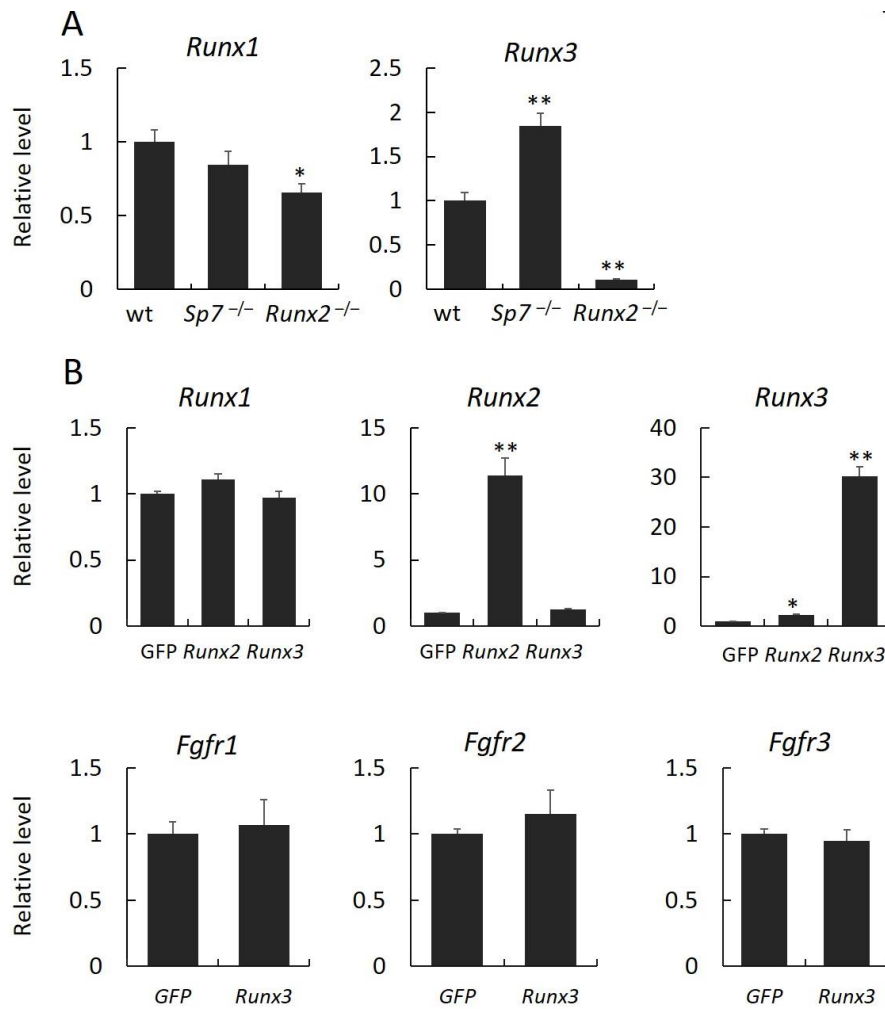 A
Runx1
Runx3
Relative level
1.5
1
0.5
0
*
wt Sp7 –/– Runx2 –/–
2.5
2
1.5
1
0.5
0
**
**
wt Sp7 –/– Runx2 –/–
B
Runx1
Runx2
Runx3
Relative level
1.5
1
0.5
0
GFP Runx2 Runx3
15
10
5
0
**
GFP Runx2 Runx3
40
30
20
10
0
*
**
GFP Runx2 Runx3
Fgfr1
Fgfr2
Fgfr3
Relative level
1.5
1
0.5
0
GFP Runx3
1.5
1
0.5
0
GFP Runx3
1.5
1
0.5
0
GFP Runx3